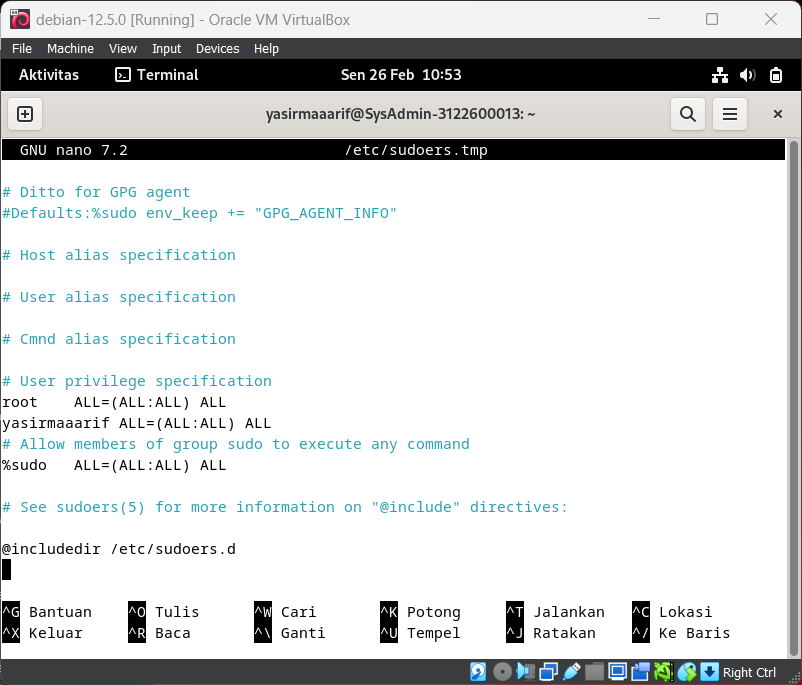 debian-12.5.0 [Running] - Oracle VM VirtualBox
File Machine View Input Devices Help
Aktivitas Terminal Sen 26 Feb 10:53
yasirmaaarif@SysAdmin-3122600013: ~
GNU nano 7.2 /etc/sudoers.tmp
# Ditto for GPG agent
#Defaults:%sudo env_keep += "GPG_AGENT_INFO"
# Host alias specification
# User alias specification
# Cmnd alias specification
# User privilege specification
root ALL=(ALL:ALL) ALL
yasirmaaarif ALL=(ALL:ALL) ALL
# Allow members of group sudo to execute any command
%sudo ALL=(ALL:ALL) ALL
# See sudoers(5) for more information on "@include" directives:
@includedir /etc/sudoers.d
^G Bantuan ^O Tulis ^W Cari ^K Potong ^T Jalankan ^C Lokasi
^X Keluar ^R Baca ^\ Ganti ^U Tempel ^J Ratakan ^/ Ke Baris
Right Ctrl